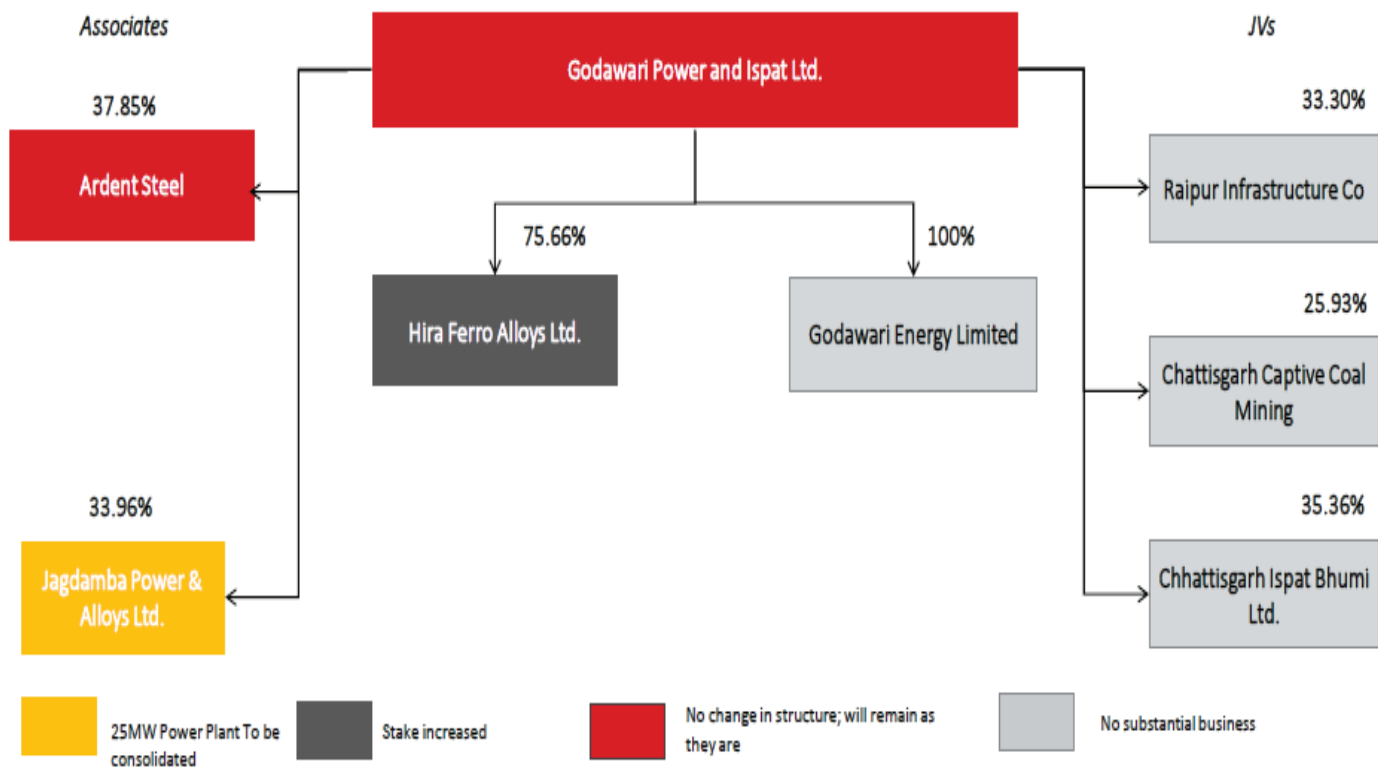 Associates
Godawari Power and Ispat Ltd.
JVs
37.85%
33.30%
Ardent Steel
Raipur Infrastructure Co
75.66%
100%
Hira Ferro Alloys Ltd.
Godawari Energy Limited
25.93%
Chattisgarh Captive Coal
Mining
33.96%
35.36%
Jagdamba Power &
Alloys Ltd.
Chhattisgarh Ispat Bhumi
Ltd.
25MW Power Plant To be
consolidated
Stake increased
No change in structure; will remain as
they are
No substantial business